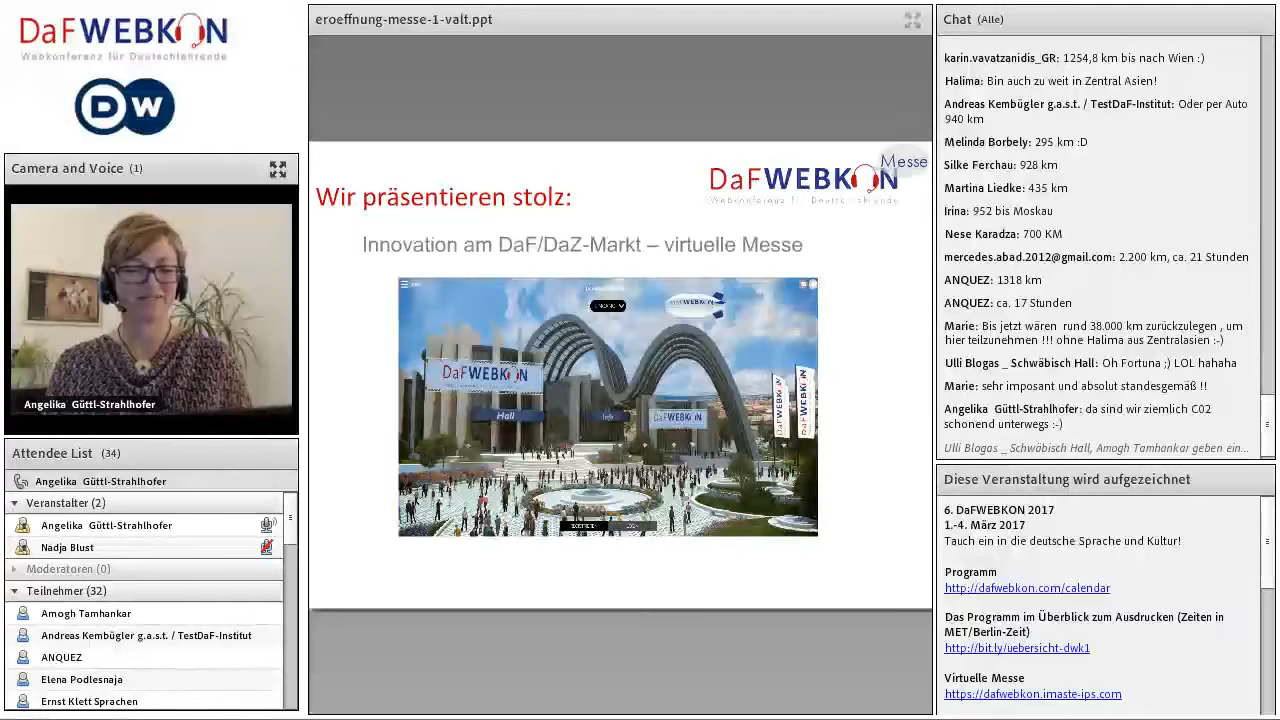 DaFWEBKON
Webkonferenz für Deutschlehrende
DW
Camera and Voice (1)
Angelika Güttl-Strahlhofer
Attendee List (34)
Angelika Güttl-Strahlhofer
Veranstalter (2)
Angelika Güttl-Strahlhofer
Nadja Blust
Moderatoren (0)
Teilnehmer (32)
Amogh Tamhankar
Andreas Kembügler g.a.s.t. / TestDaF-Institut
ANQUEZ
Elena Podlesnaja
Ernst Klett Sprachen
eroeffnung-messe-1-valt.ppt
Messe
DaFWEBKON
Webkonferenz für Deutschlehrende
Wir präsentieren stolz:
Innovation am DaF/DaZ-Markt – virtuelle Messe
EINGANG
DaFWEBKON
DaFWEBKON
Hall
Info
DaFWEBKON
DaFWEBKON
DaFWEBKON
LOGIN
Chat (Alle)
karin.vavatzanidis_GR: 1254,8 km bis nach Wien :)
Halima: Bin auch zu weit in Zentral Asien!
Andreas Kembügler g.a.s.t. / TestDaF-Institut: Oder per Auto
940 km
Melinda Borbely: 295 km :D
Silke Ferchau: 928 km
Martina Liedke: 435 km
Irina: 952 bis Moskau
Nese Karadza: 700 KM
mercedes.abad.2012@gmail.com: 2.200 km, ca. 21 Stunden
ANQUEZ: 1318 km
ANQUEZ: ca. 17 Stunden
Marie: Bis jetzt wären rund 38.000 km zurückzulegen , um
hier teilzunehmen !!! ohne Halima aus Zentralasien :-)
Ulli Blogas _ Schwäbisch Hall: Oh Fortuna ;) LOL hahaha
Marie: sehr imposant und absolut standesgemäß !!
Angelika Güttl-Strahlhofer: da sind wir ziemlich C02
schonend unterwegs :-)
Ulli Blogas _ Schwäbisch Hall, Amogh Tamhankar geben ein...
Diese Veranstaltung wird aufgezeichnet
6. DaFWEBKON 2017
1.-4. März 2017
Tauch ein in die deutsche Sprache und Kultur!
Programm
http://dafwebkon.com/calendar
Das Programm im Überblick zum Ausdrucken (Zeiten in
MET/Berlin-Zeit)
http://bit.ly/uebersicht-dwk1
Virtuelle Messe
https://dafwebkon.imaste-ips.com